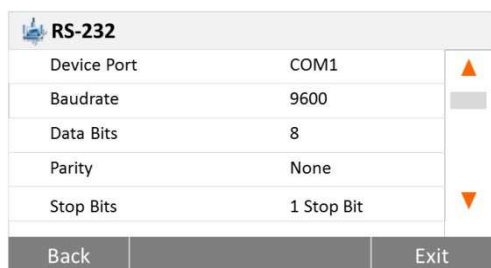 RS-232
Device Port COM1
Baudrate 9600
Data Bits 8
Parity None
Stop Bits 1 Stop Bit
Back Exit